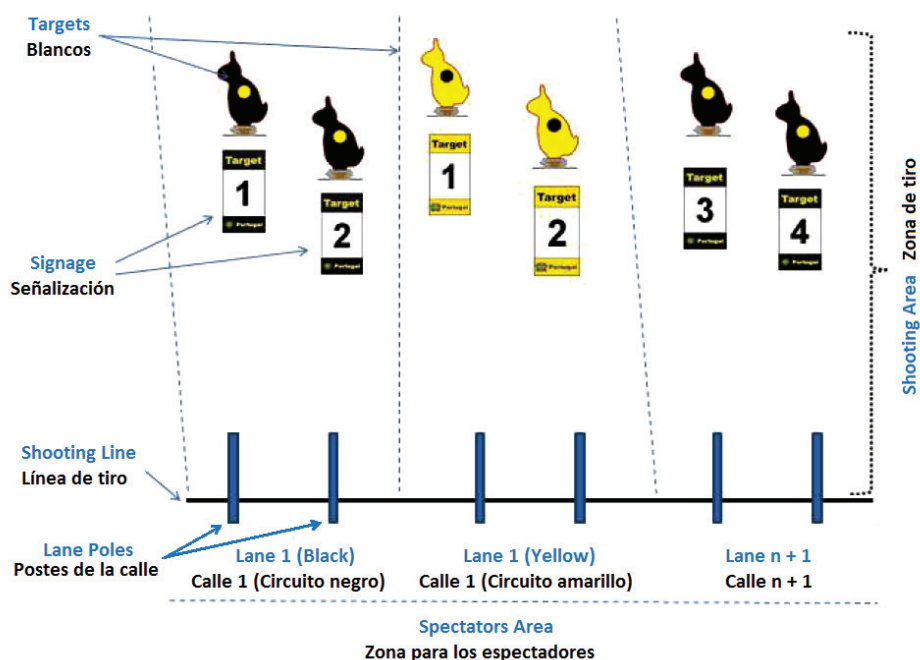 Targets
Blancos
Target
1
Portugal
Target
2
Portugal
Target
1
Portugal
Target
2
Portugal
Target
3
Portugal
Target
4
Portugal
Signage
Señalización
Shooting Area
Zona de tiro
Shooting Line
Línea de tiro
Lane Poles
Postes de la calle
Lane 1 (Black)
Calle 1 (Circuito negro)
Lane 1 (Yellow)
Calle 1 (Circuito amarillo)
Lane n + 1
Calle n + 1
Spectators Area
Zona para los espectadores